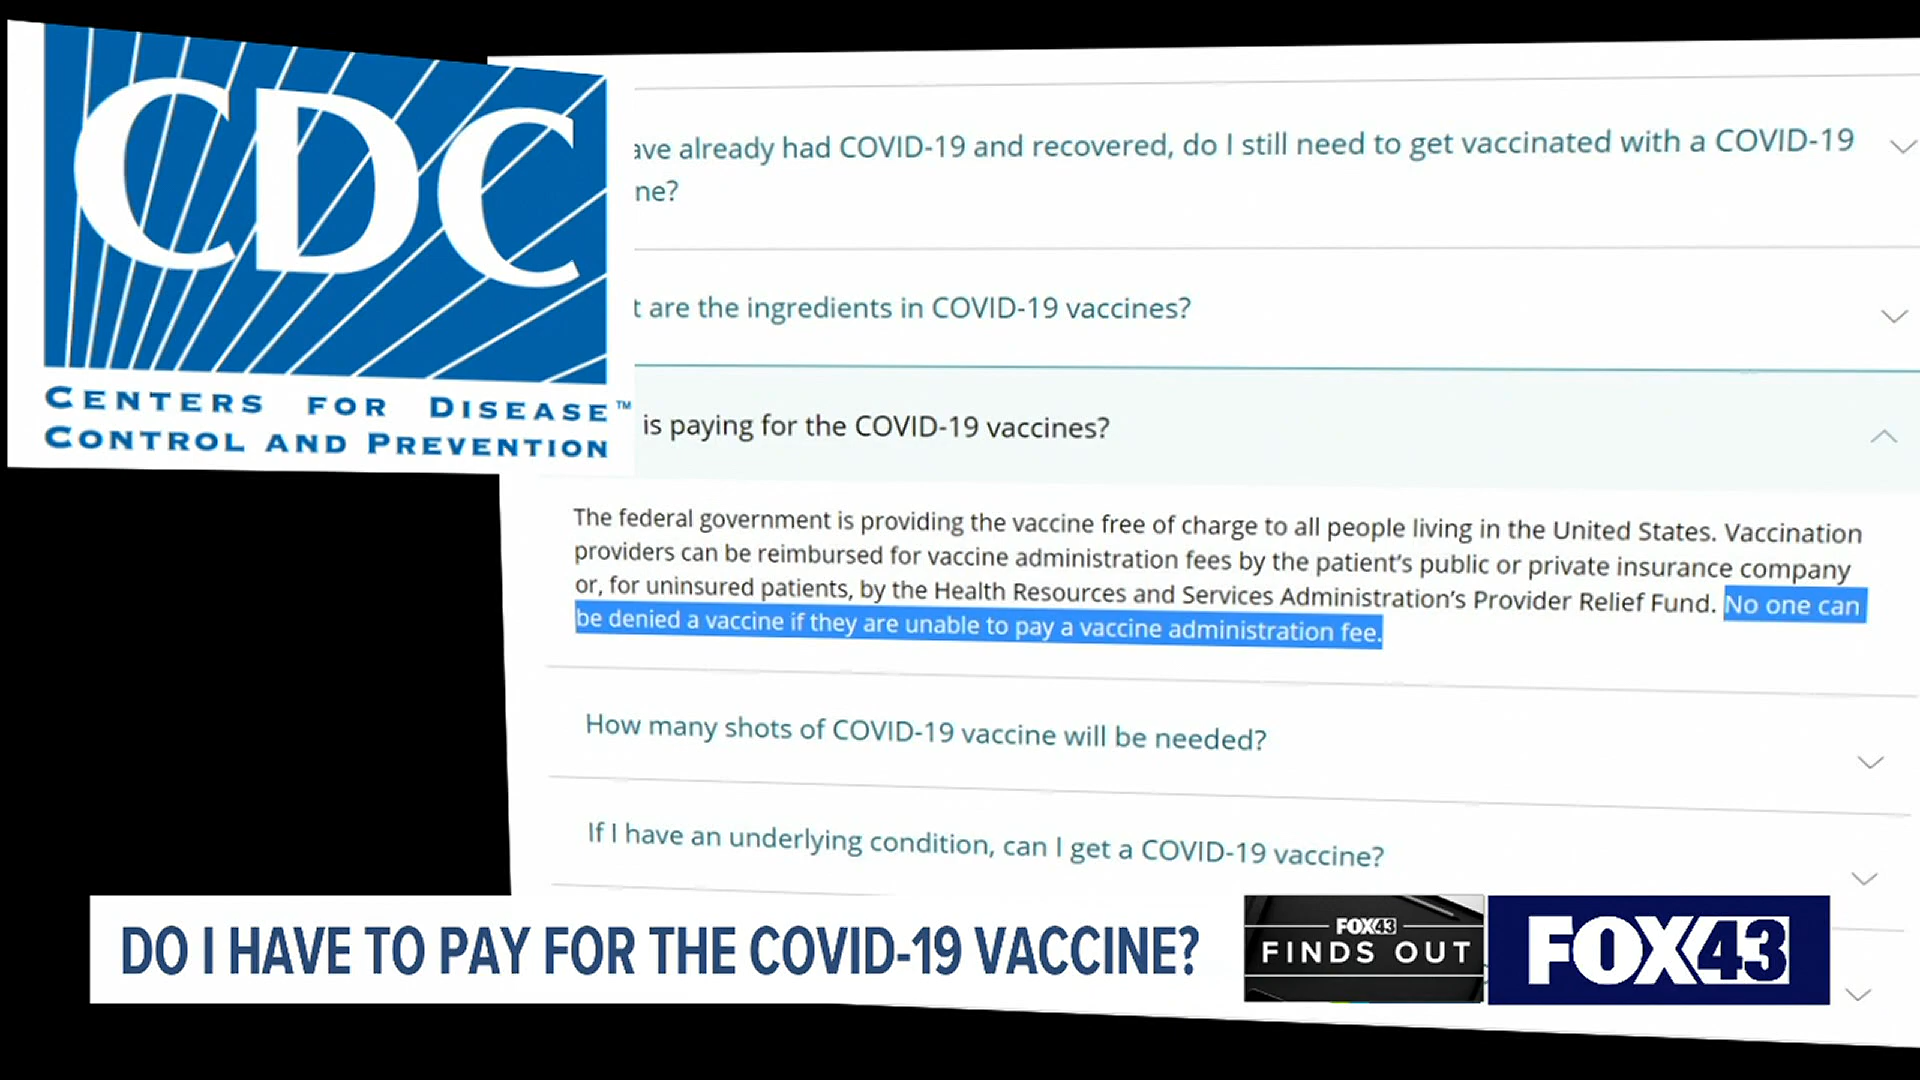 CDC
CENTERS FOR DISEASE™
CONTROL AND PREVENTION
ave already had COVID-19 and recovered, do I still need to get vaccinated with a COVID-19
ne?
t are the ingredients in COVID-19 vaccines?
is paying for the COVID-19 vaccines?
The federal government is providing the vaccine free of charge to all people living in the United States. Vaccination
providers can be reimbursed for vaccine administration fees by the patient's public or private insurance company
or, for uninsured patients, by the Health Resources and Services Administration's Provider Relief Fund. No one can
be denied a vaccine if they are unable to pay a vaccine administration fee.
How many shots of COVID-19 vaccine will be needed?
If I have an underlying condition, can I get a COVID-19 vaccine?
DO I HAVE TO PAY FOR THE COVID-19 VACCINE?
FOX43
FINDS OUT
FOX43